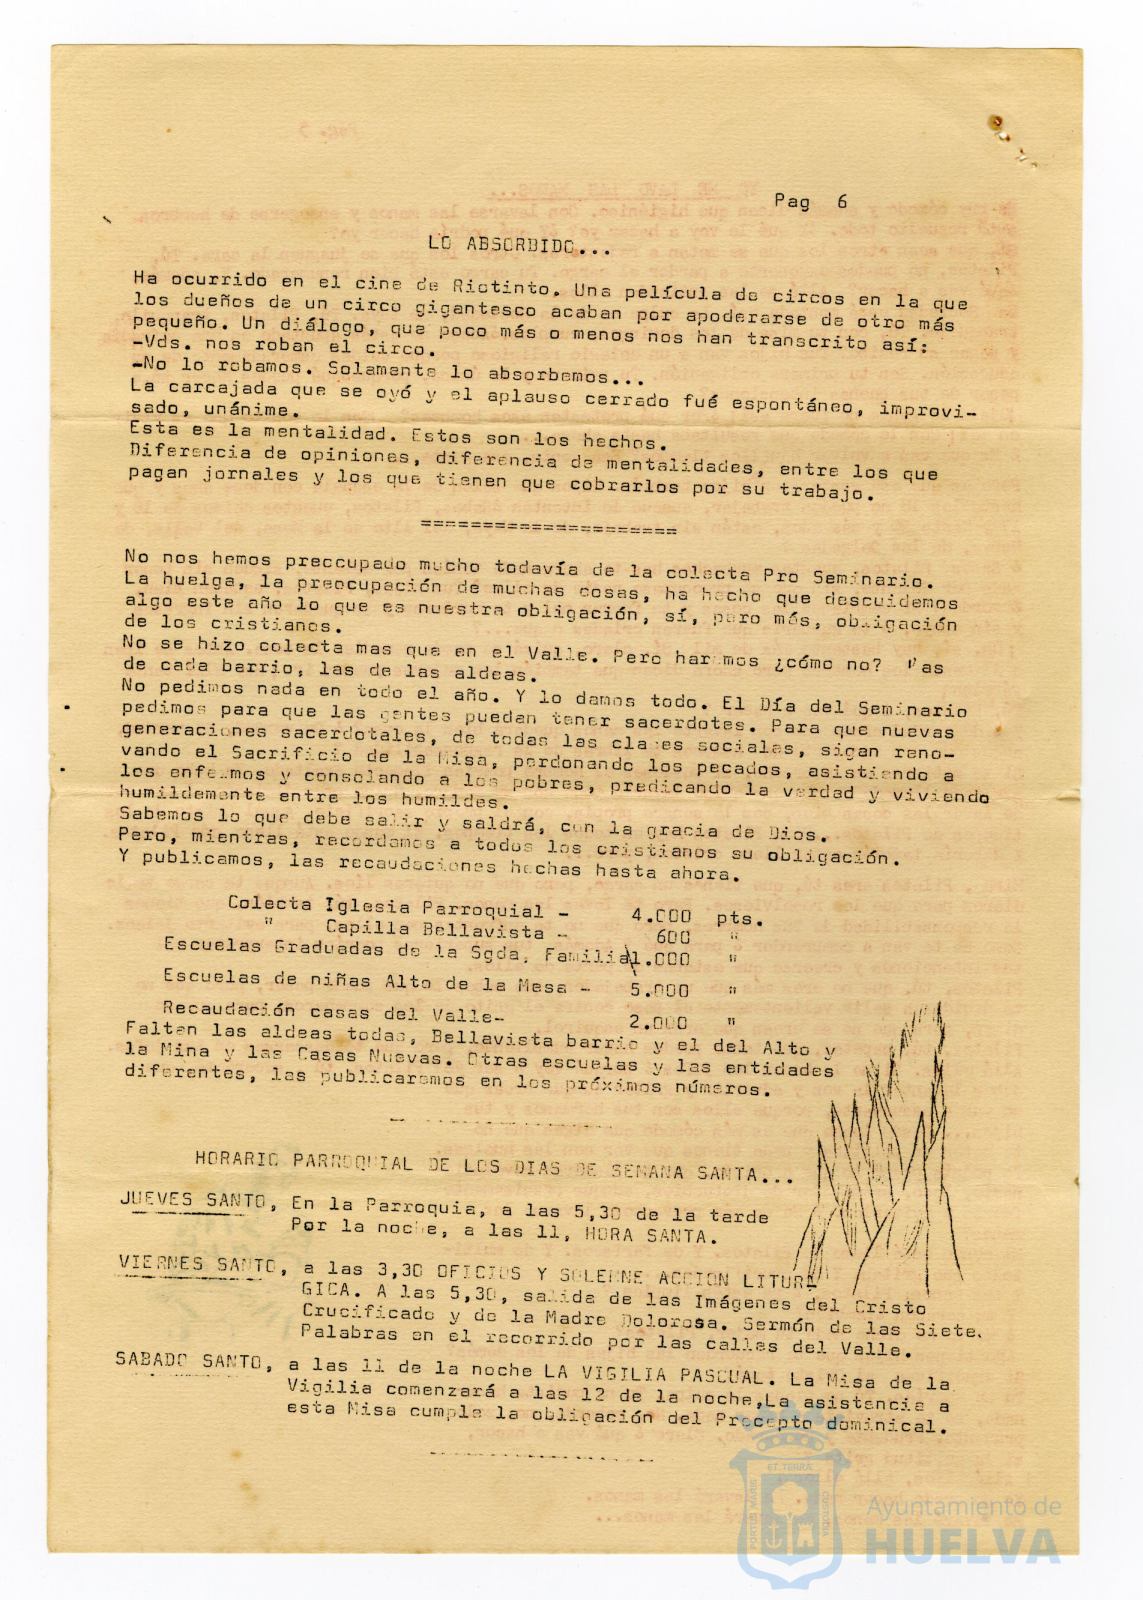 Pag 6
LO ABSORBIDO...
Ha ocurrido en el cine de Riotinto. Una película de circos en la que
los dueños de un circo gigantesco acaban por apoderarse de otro más
pequeño. Un diálogo, que poco más o menos nos han transcrito así:
-Vds. nos roban el circo.
-No lo robamos. Solamente lo absorbemos...
La carcajada que se oyó y el aplauso cerrado fué espontáneo, improvi-
sado, unánime.
Esta es la mentalidad. Estos son los hechos.
Diferencia de opiniones, diferencia de mentalidades, entre los que
pagan jornales y los que tienen que cobrarlos por su trabajo.
=====================
No nos hemos preocupado mucho todavía de la colecta Pro Seminario.
La huelga, la preocupación de muchas cosas, ha hecho que descuidemos
algo este año lo que es nuestra obligación, sí, pero más, obligación
de los cristianos.
No se hizo colecta mas que en el Valle. Pero haremos ¿cómo no? las
de cada barrio, las de las aldeas.
No pedimos nada en todo el año. Y lo damos todo. El Día del Seminario
pedimos para que las gentes puedan tener sacerdotes. Para que nuevas
generaciones sacerdotales, de todas las clases sociales, sigan reno-
vando el Sacrificio de la Misa, perdonando los pecados, asistiendo a
los enfermos y consolando a los pobres, predicando la verdad y viviendo
humildemente entre los humildes.
Sabemos lo que debe salir y saldrá, con la gracia de Dios.
Pero, mientras, recordamos a todos los cristianos su obligación.
Y publicamos, las recaudaciones hechas hasta ahora.
Colecta Iglesia Parroquial - 4.000 pts.
" Capilla Bellavista - 600 "
Escuelas Graduadas de la Sgda, Familia\1.000 "
Escuelas de niñas Alto de la Mesa - 5.000 "
Recaudación casas del Valle- 2.000 "
Faltan las aldeas todas, Bellavista barrio y el del Alto y
la Mina y las Casas Nuevas. Otras escuelas y las entidades
diferentes, las publicaremos en los próximos números.
HORARIO PARROQUIAL DE LOS DIAS DE SEMANA SANTA...
JUEVES SANTO, En la Parroquia, a las 5,30 de la tarde
Por la noche, a las 11, HORA SANTA.
VIERNES SANTO, a las 3,30 OFICIOS Y SOLEMNE ACCION LITUR-
GICA. A las 5,30, salida de las Imágenes del Cristo
Crucificado y de la Madre Dolorosa. Sermón de las Siete.
Palabras en el recorrido por las calles del Valle.
SABADO SANTO, a las 11 de la noche LA VIGILIA PASCUAL. La Misa de la
Vigilia comenzará a las 12 de la noche,La asistencia a
esta Misa cumple la obligación del Precepto dominical.
PORTUS MARIS ET TERRÆ CUSTODIA
Ayuntamiento de
HUELVA